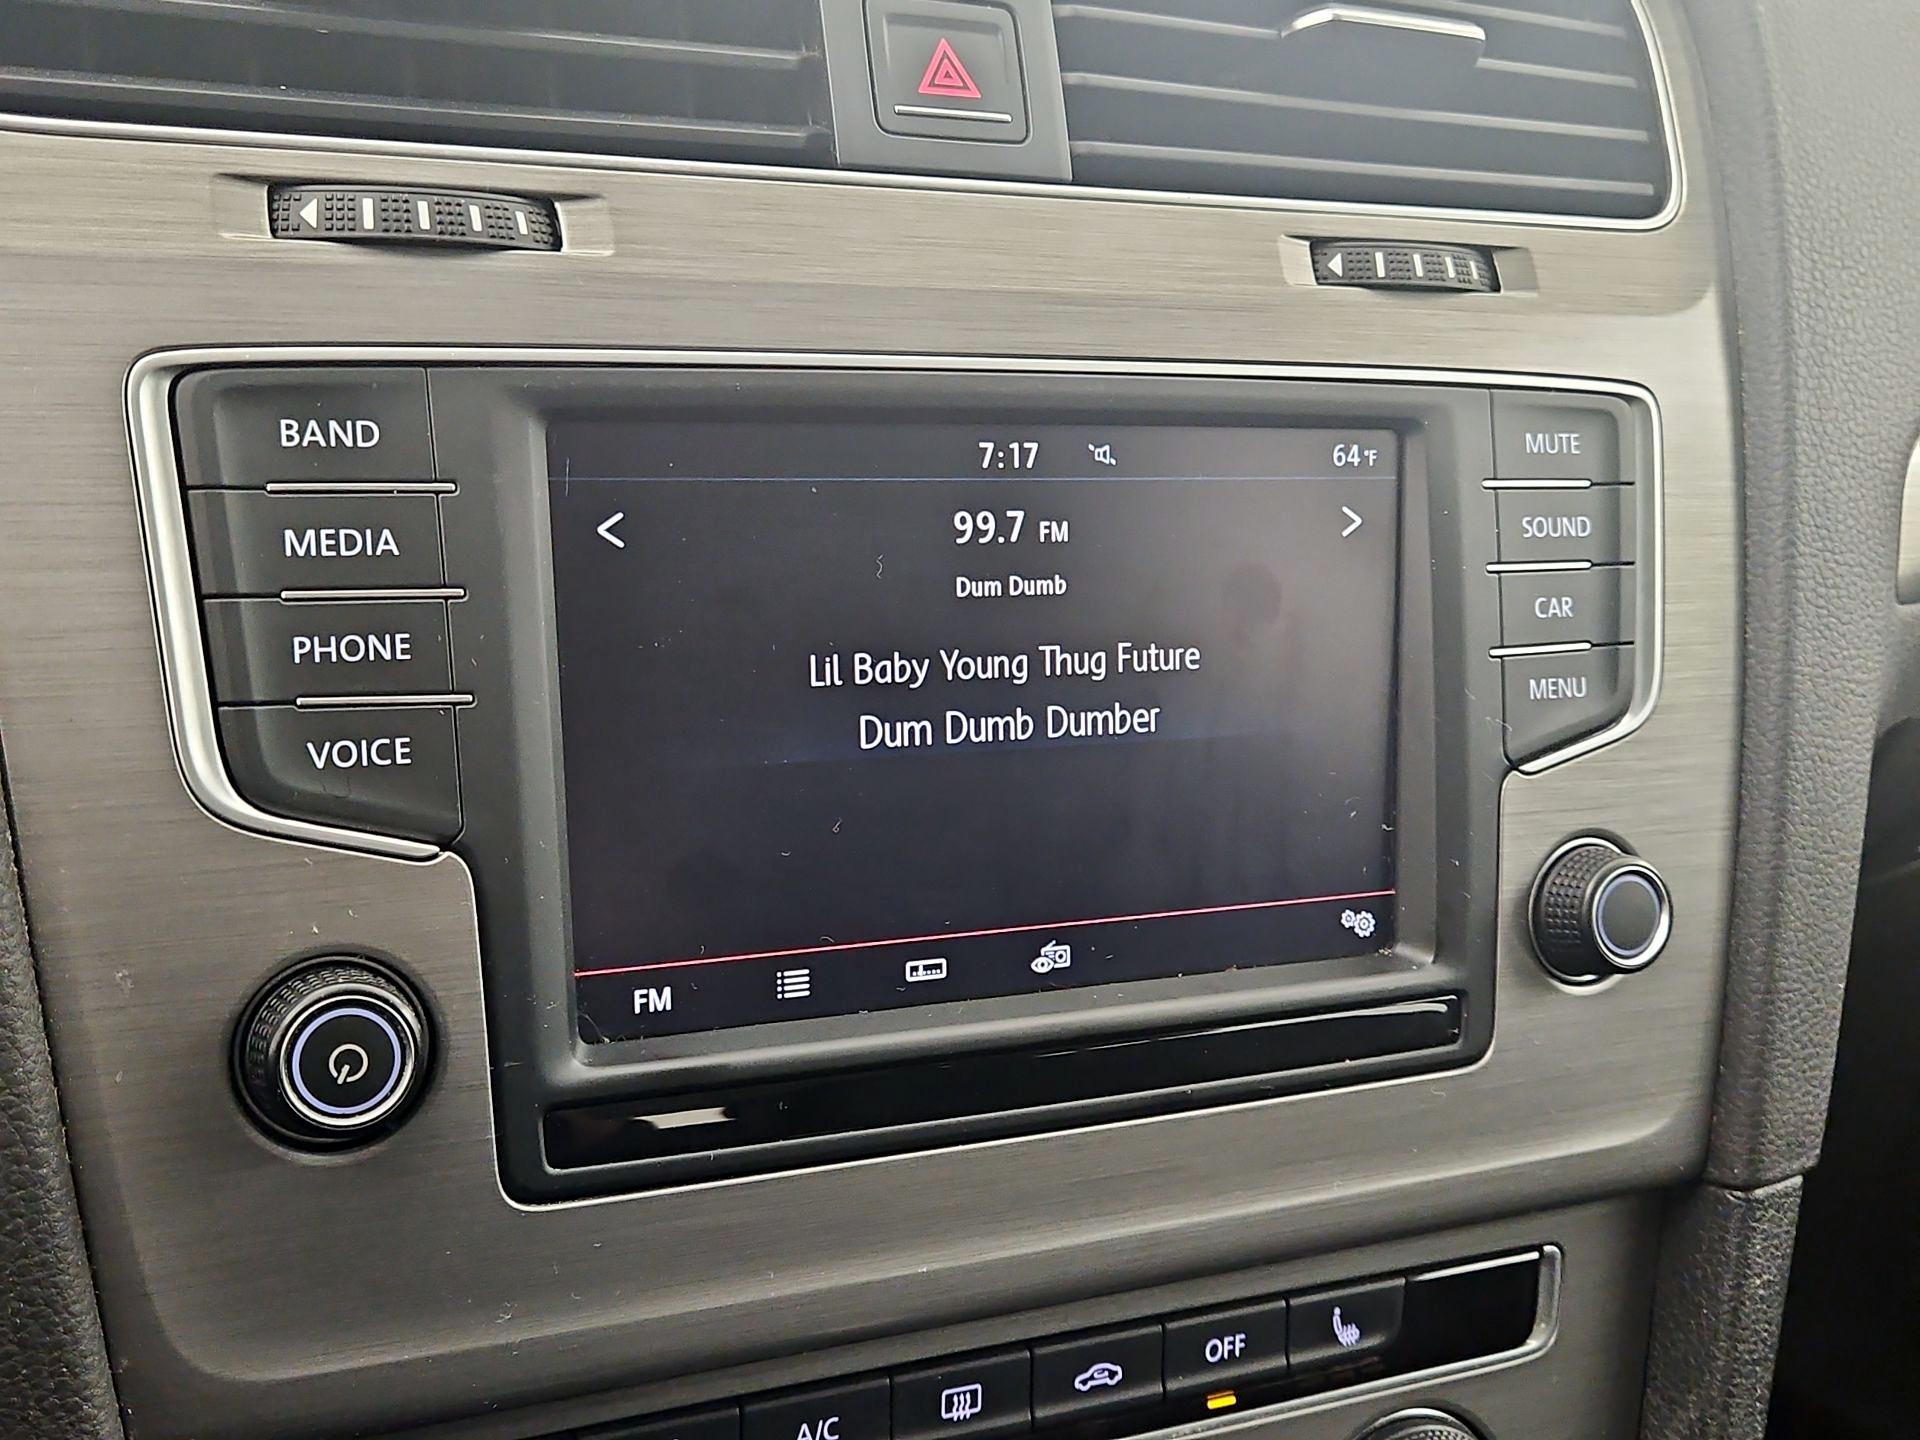 BAND
MEDIA
PHONE
VOICE
7:17
64°F
99.7 FM
Dum Dumb
Lil Baby Young Thug Future
Dum Dumb Dumber
FM
MUTE
SOUND
CAR
MENU
A/C
OFF